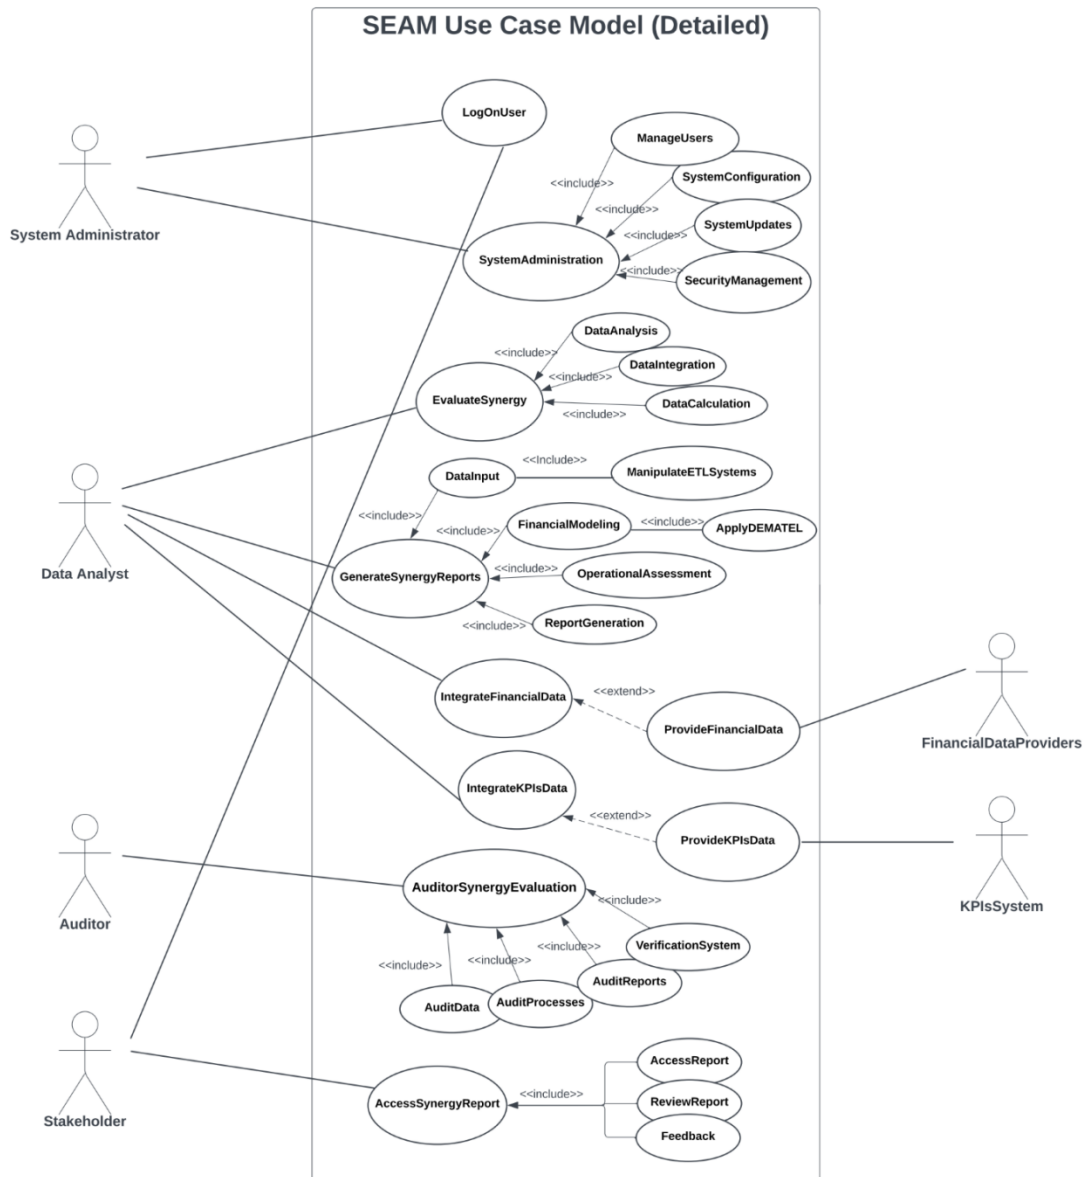 SEAM Use Case Model (Detailed)
LogOnUser
ManageUsers
<<include>>
SystemConfiguration
<<include>>
SystemUpdates
<<include>>
System Administrator
SystemAdministration
<<include>>
SecurityManagement
DataAnalysis
<<include>>
DataIntegration
<<include>>
EvaluateSynergy
DataCalculation
<<include>>
DataInput
<<Include>>
ManipulateETLSystems
<<include>>
FinancialModeling
<<include>>
ApplyDEMATEL
<<include>>
Data Analyst
GenerateSynergyReports
<<include>>
OperationalAssessment
<<include>>
ReportGeneration
IntegrateFinancialData
<<extend>>
ProvideFinancialData
FinancialDataProviders
IntegrateKPIsData
<<extend>>
ProvideKPIsData
KPIsSystem
AuditorSynergyEvaluation
<<include>>
Auditor
VerificationSystem
<<include>>
<<include>>
<<include>>
AuditReports
AuditProcesses
AuditData
AccessReport
<<include>>
AccessSynergyReport
ReviewReport
Stakeholder
Feedback